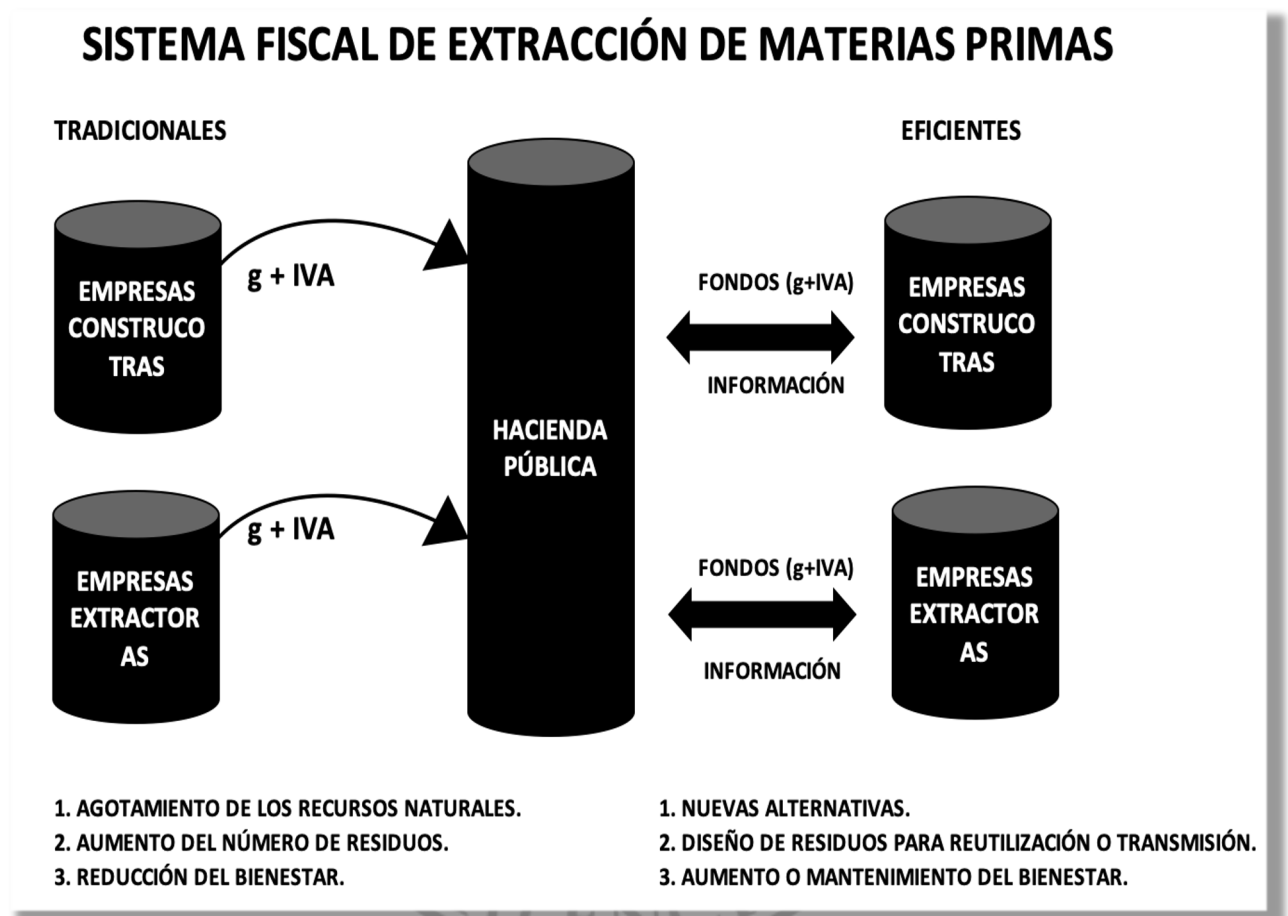 SISTEMA FISCAL DE EXTRACCIÓN DE MATERIAS PRIMAS
TRADICIONALES
EFICIENTES
EMPRESAS
CONSTRUCO
TRAS
g + IVA
HACIENDA
PÚBLICA
FONDOS (g+IVA)
INFORMACIÓN
EMPRESAS
CONSTRUCO
TRAS
EMPRESAS
EXTRACTOR
AS
g + IVA
FONDOS (g+IVA)
INFORMACIÓN
EMPRESAS
EXTRACTOR
AS
1. AGOTAMIENTO DE LOS RECURSOS NATURALES.
2. AUMENTO DEL NÚMERO DE RESIDUOS.
3. REDUCCIÓN DEL BIENESTAR.
1. NUEVAS ALTERNATIVAS.
2. DISEÑO DE RESIDUOS PARA REUTILIZACIÓN O TRANSMISIÓN.
3. AUMENTO O MANTENIMIENTO DEL BIENESTAR.